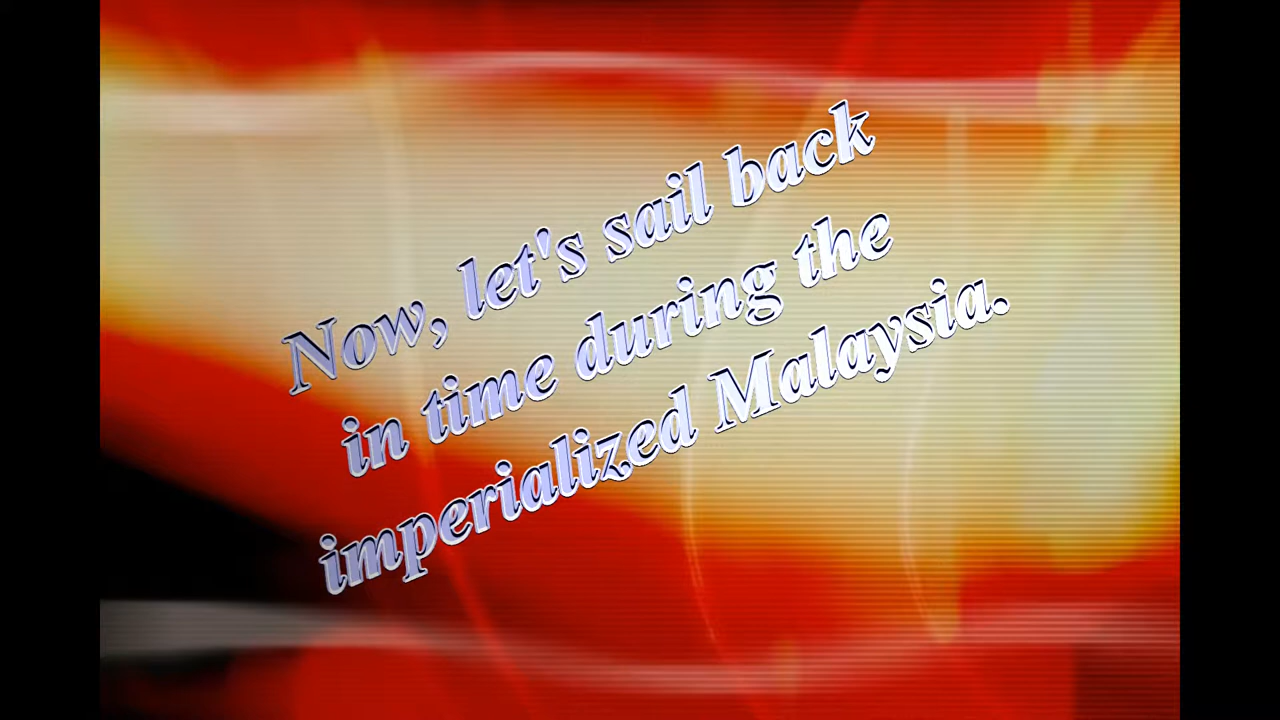 Now, let's sail back
in time during the
imperialized Malaysia.